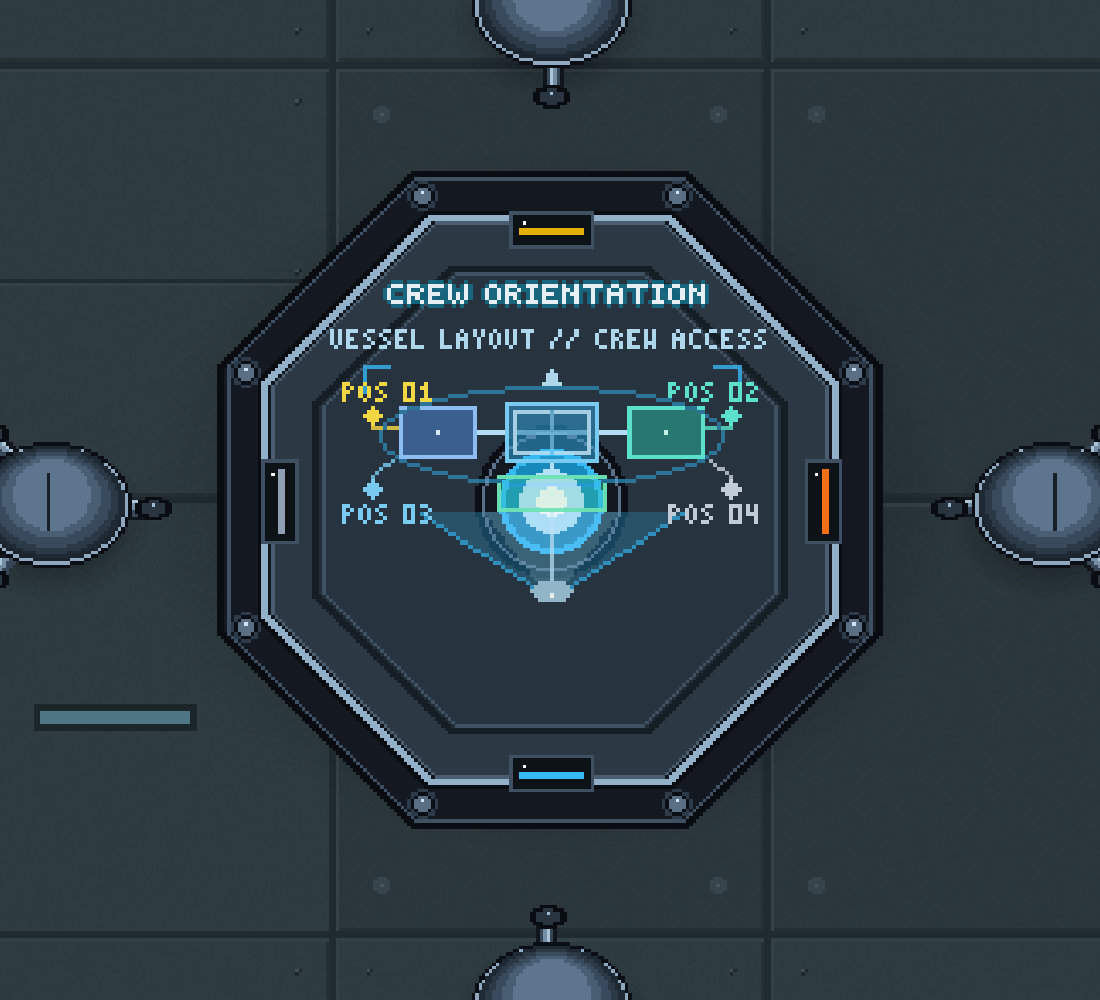 CREW ORIENTATION
VESSEL LAYOUT // CREW ACCESS
POS 01
POS 02
POS 03
POS 04